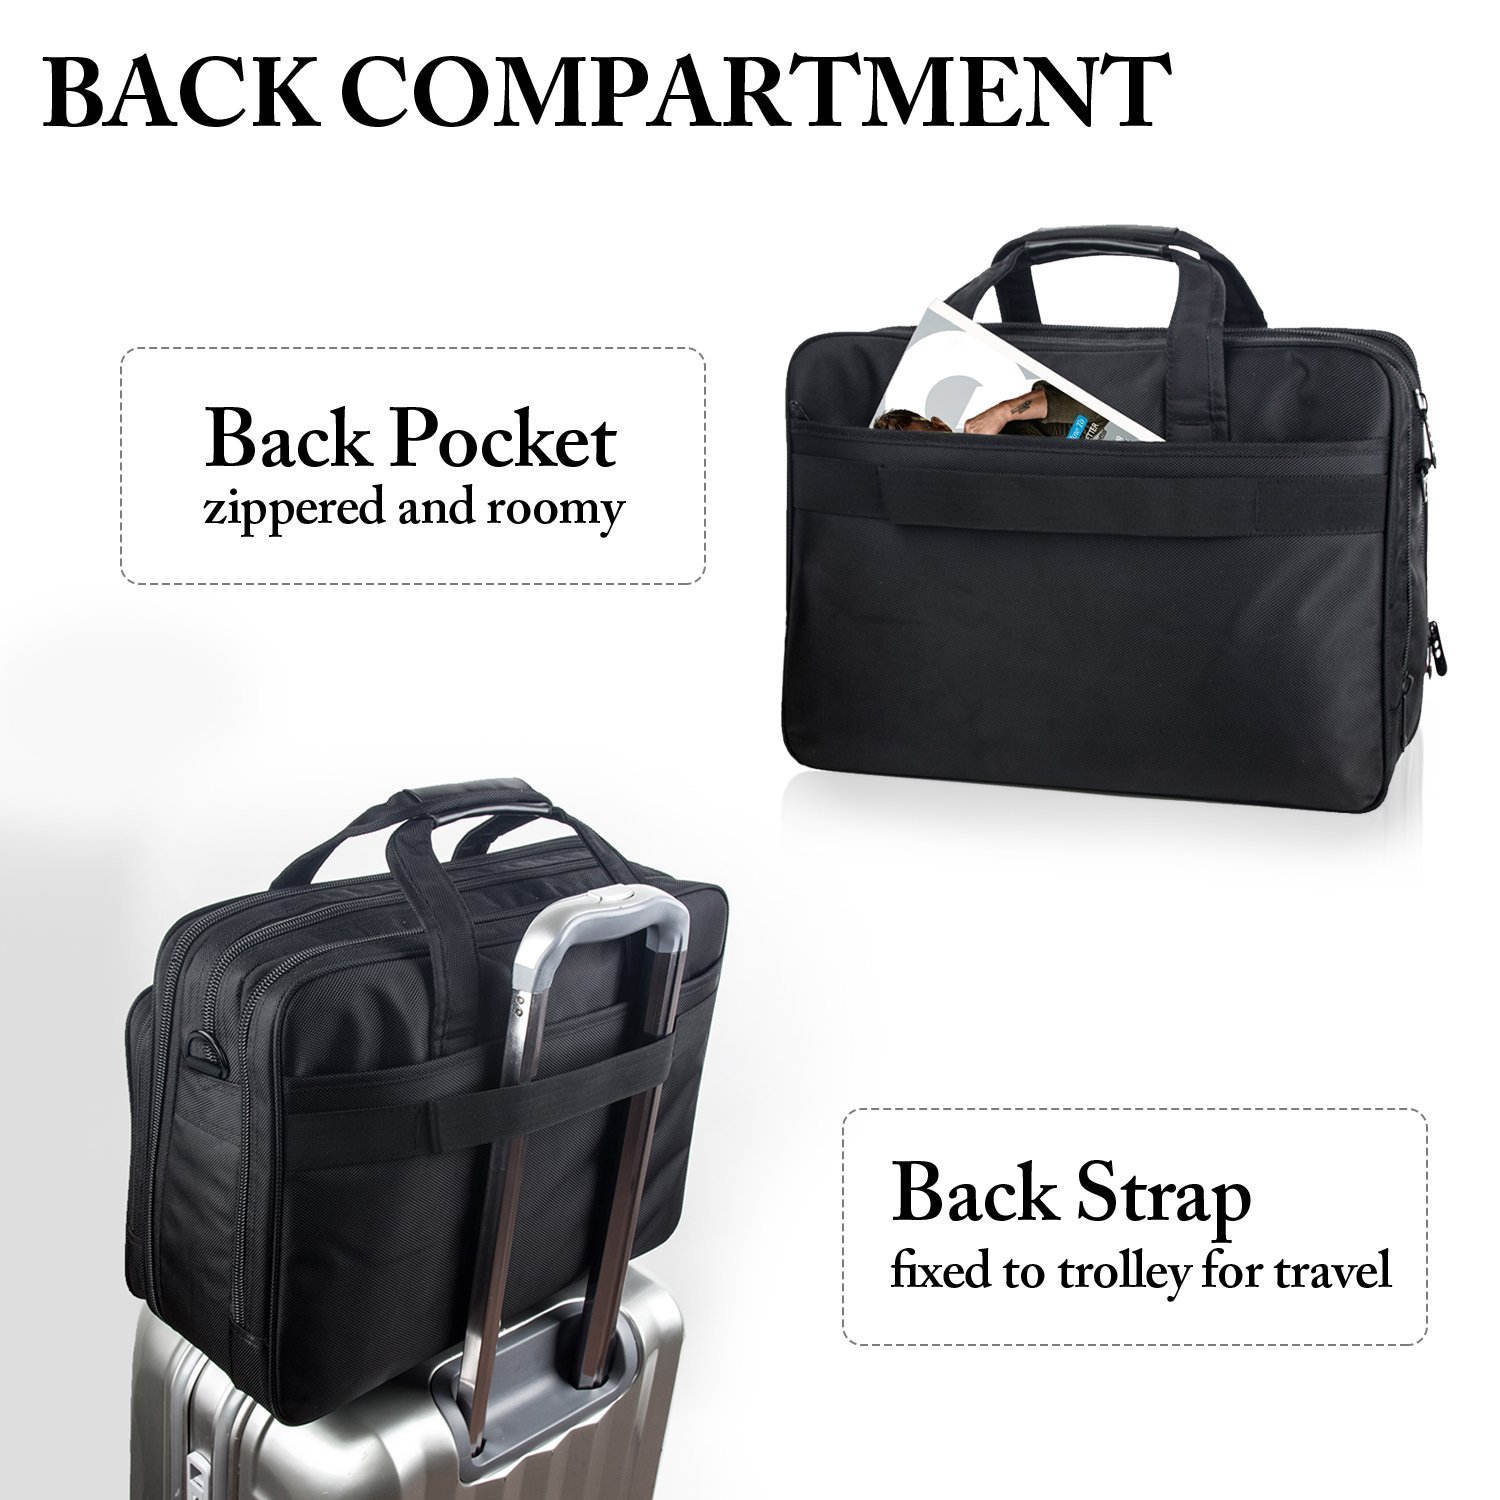 BACK COMPARTMENT
Back Pocket
zippered and roomy
Back Strap
fixed to trolley for travel